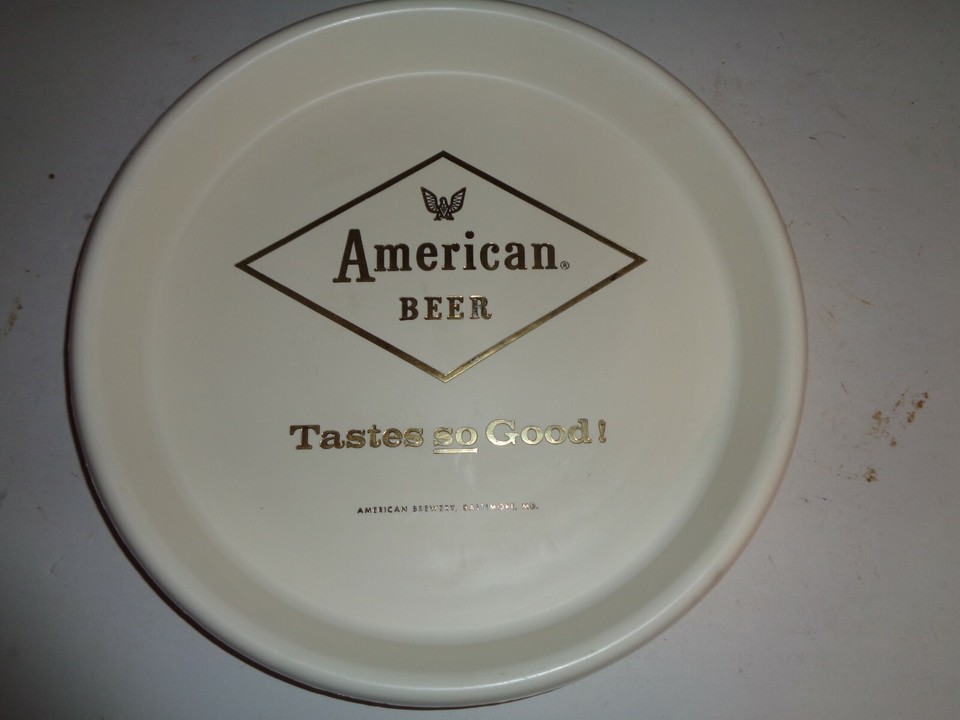 American®
BEER
Tastes so Good!
AMERICAN BREWERY, BALTIMORE, MD.